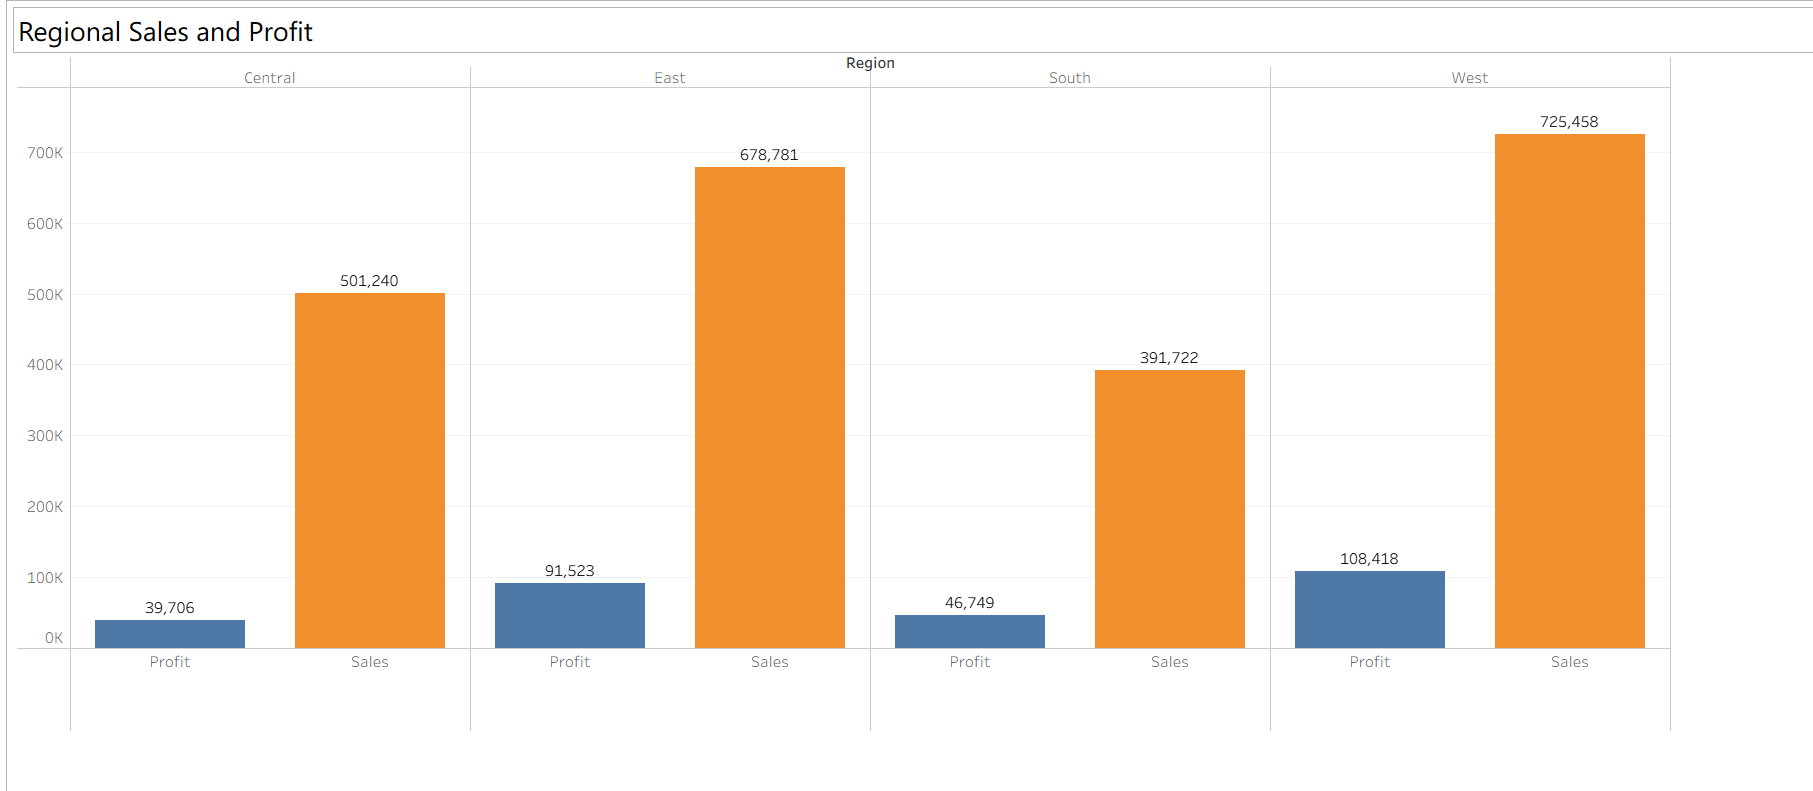 Regional Sales and Profit
Region
Central East South West
725,458
700K
678,781
600K
501,240
500K
400K
391,722
300K
200K
108,418
100K
91,523
39,706
46,749
0K
Profit Sales Profit Sales Profit Sales Profit Sales